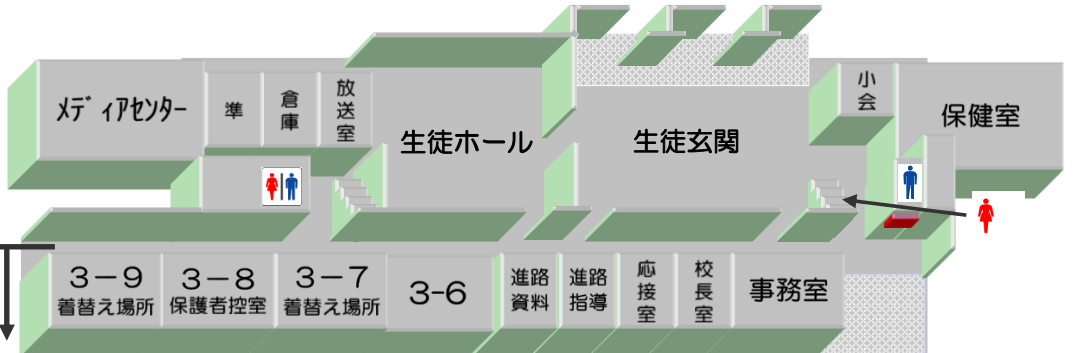 メディアセンター
準
倉庫
放送室
生徒ホール
生徒玄関
小会
保健室
3－9
着替え場所
3－8
保護者控室
3－7
着替え場所
3-6
進路
資料
進路
指導
応接室
校長室
事務室